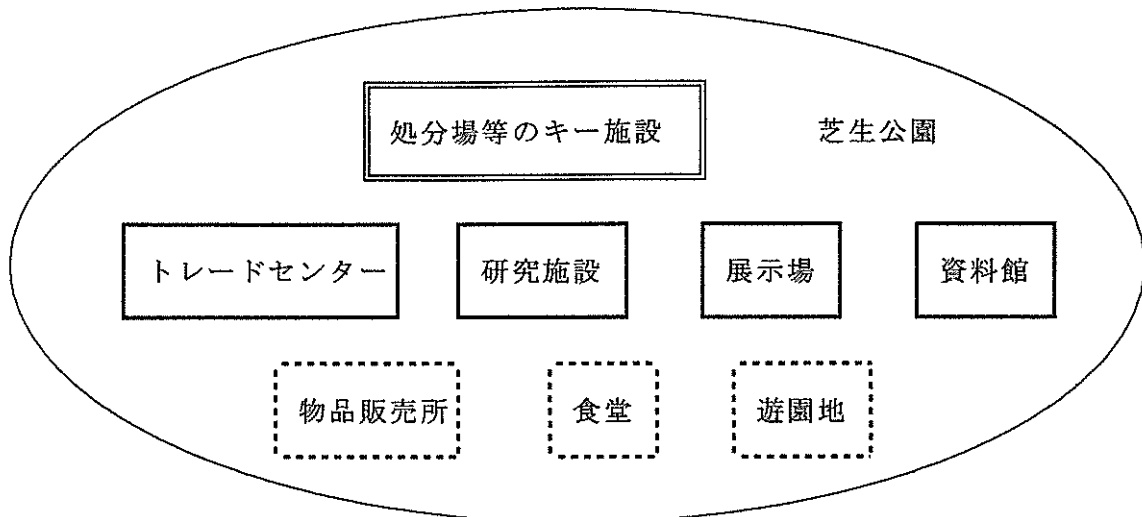 処分場等のキー施設
芝生公園
トレードセンター
研究施設
展示場
資料館
物品販売所
食堂
遊園地